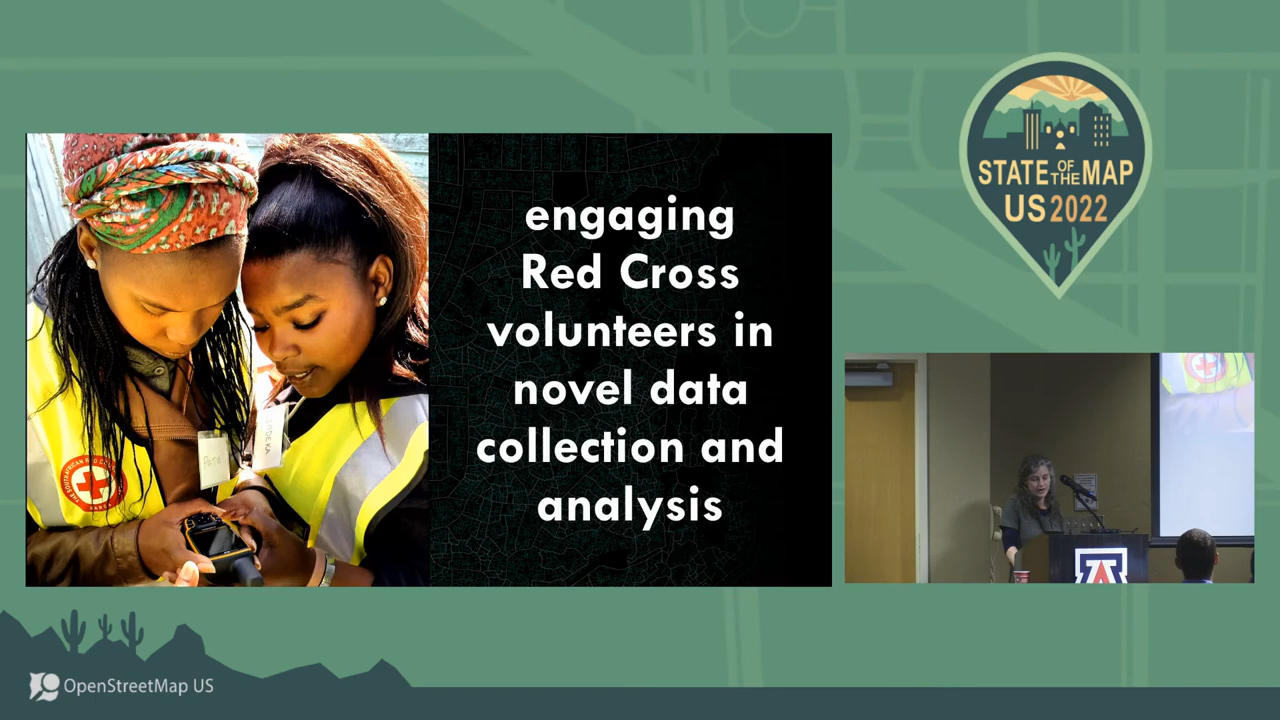 engaging
Red Cross
volunteers in
novel data
collection and
analysis
STATE OF THE MAP
US 2022
OpenStreetMap US